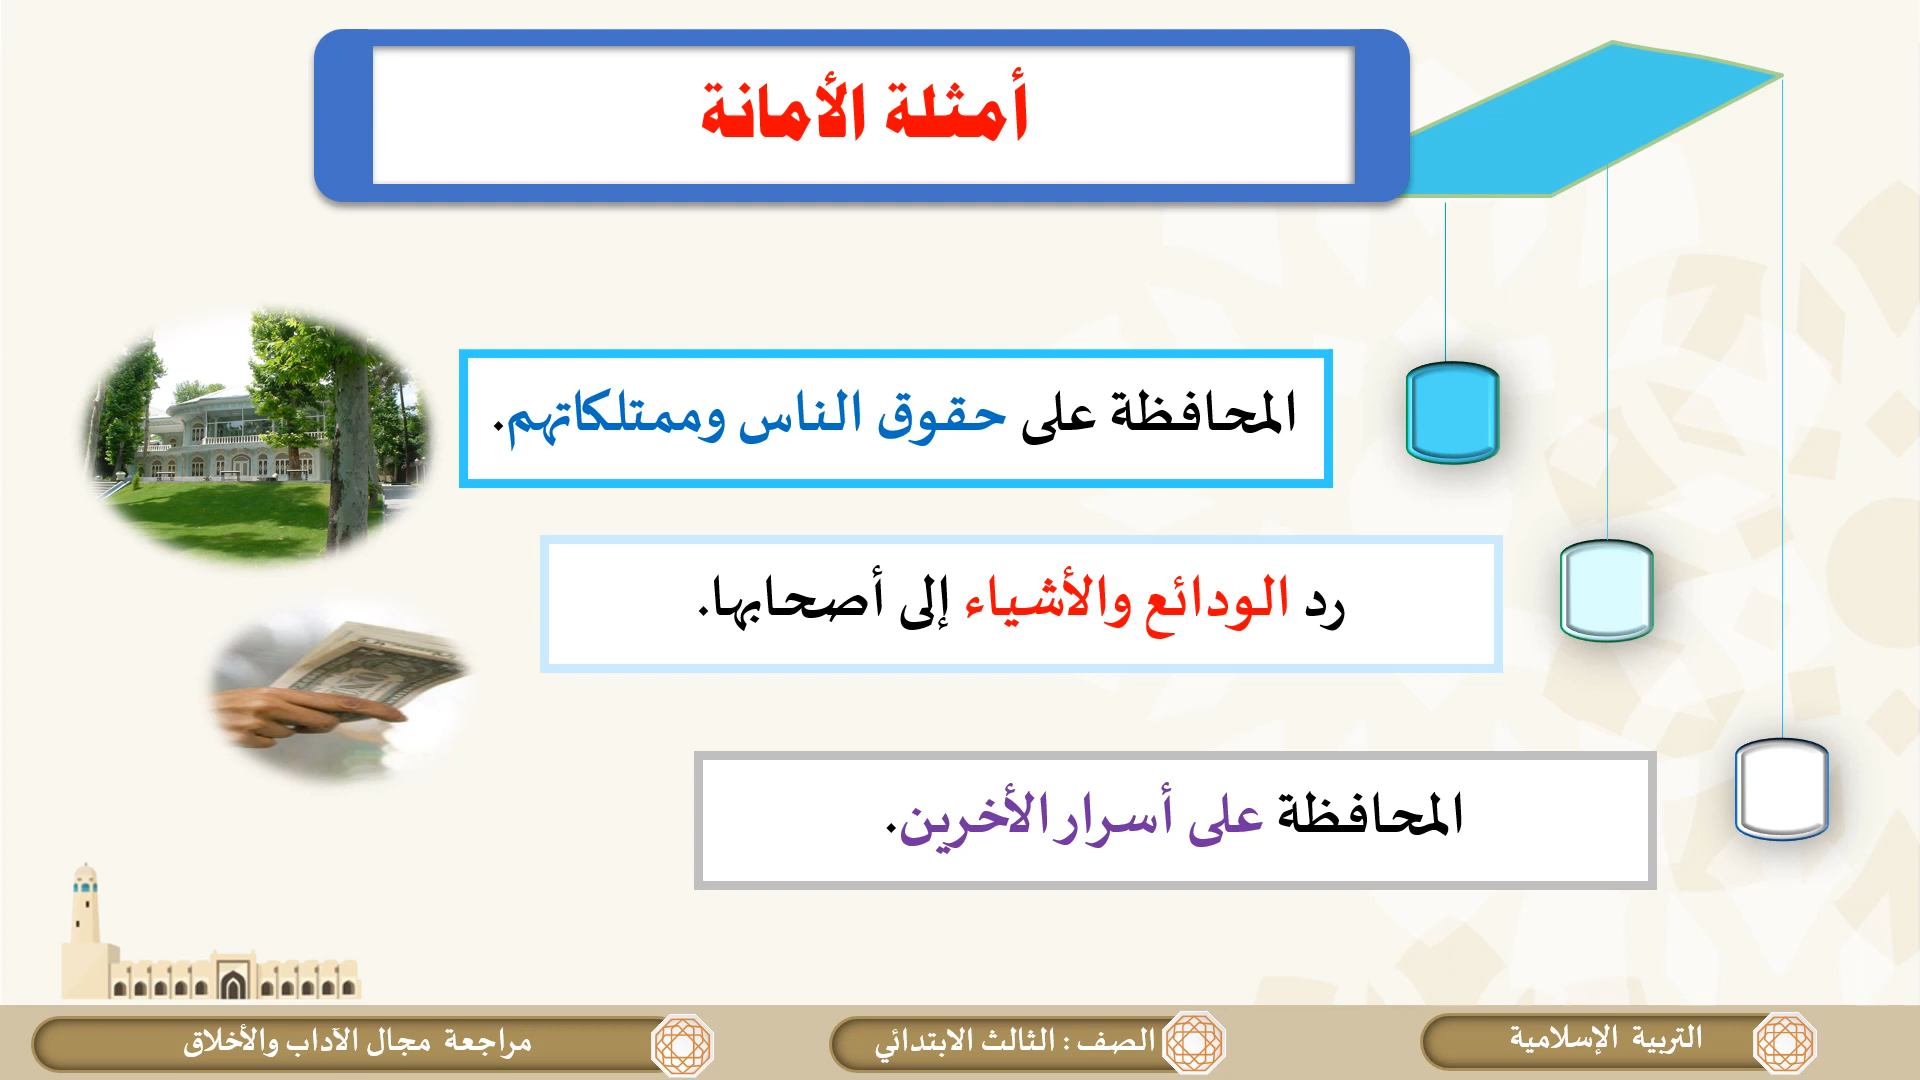 أمثلة الأمانة
المحافظة على حقوق الناس وممتلكاتهم.
رد الودائع والأشياء إلى أصحابها.
المحافظة على أسرار الأخرين.
التربية الإسلامية
الصف : الثالث الابتدائي
مراجعة مجال الآداب والأخلاق